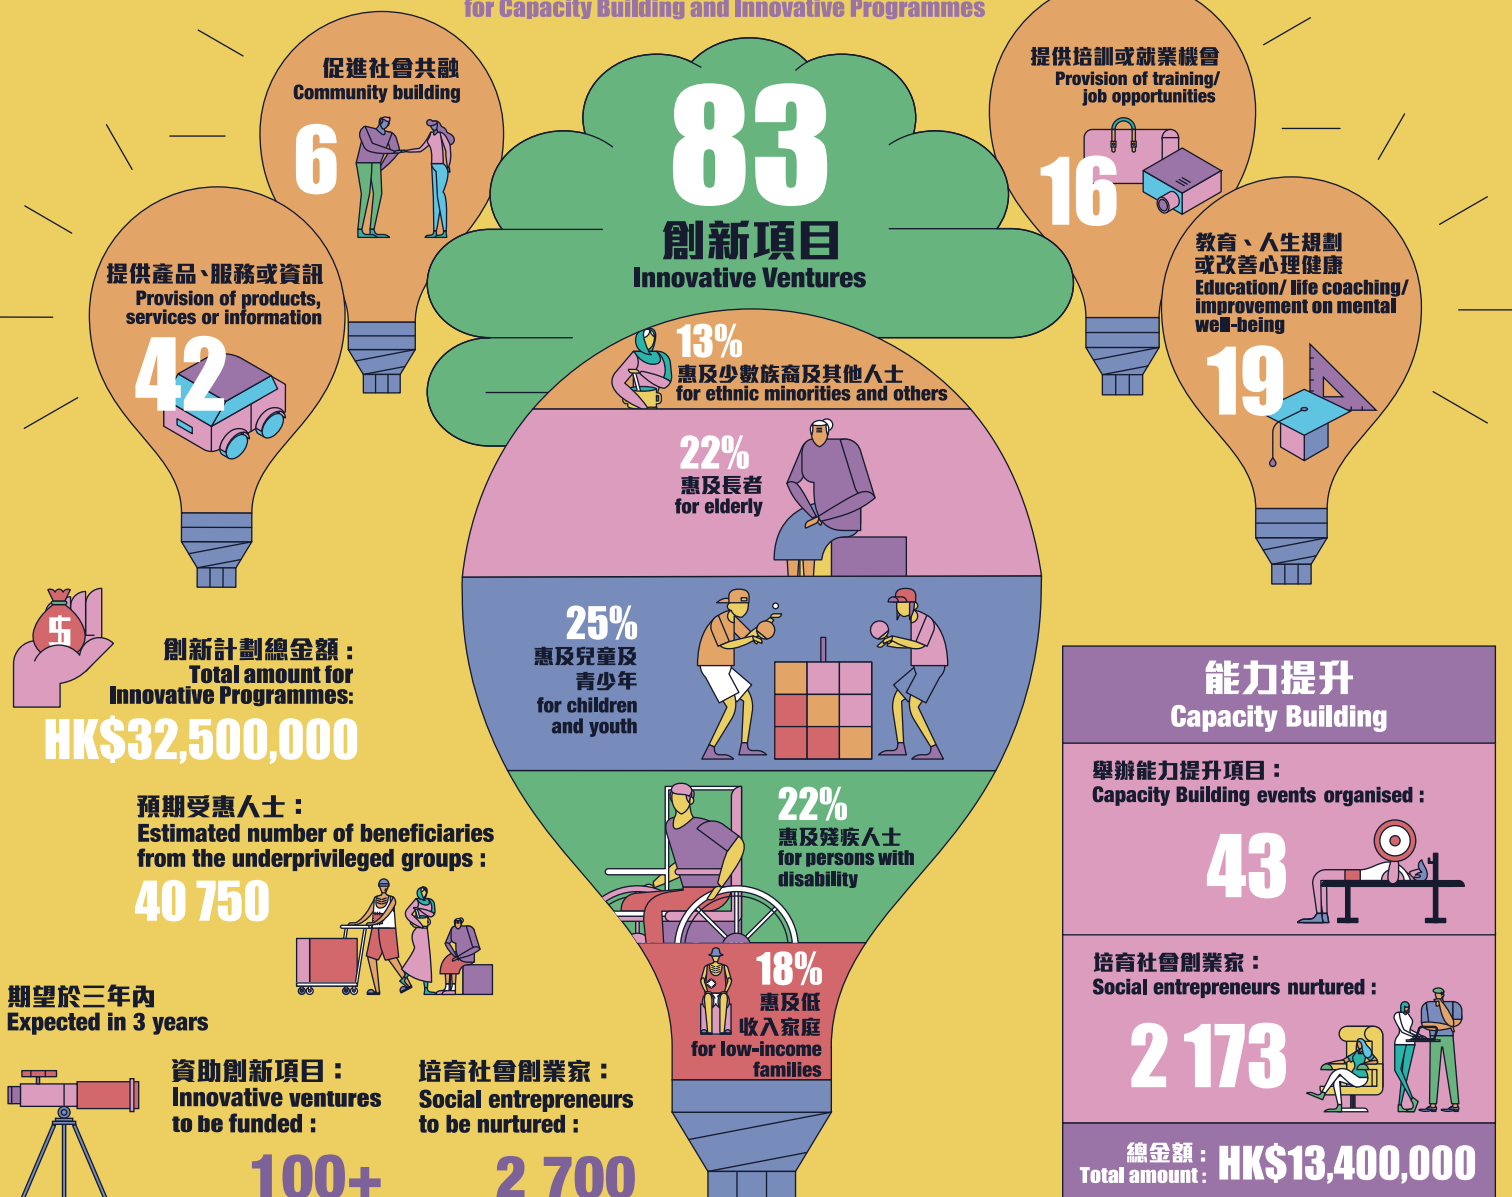 for Capacity Building and Innovative Programmes
促進社會共融
Community building
6
83
創新項目
Innovative Ventures
提供培訓或就業機會
Provision of training/
job opportunities
16
提供產品、服務或資訊
Provision of products,
services or information
42
教育、人生規劃
或改善心理健康
Education/ life coaching/
improvement on mental
well-being
19
13%
惠及少數族裔及其他人士
for ethnic minorities and others
22%
惠及長者
for elderly
25%
惠及兒童及
青少年
for children
and youth
22%
惠及殘疾人士
for persons with
disability
18%
惠及低
收入家庭
for low-income
families
$
創新計劃總金額：
Total amount for
Innovative Programmes:
HK$32,500,000
預期受惠人士：
Estimated number of beneficiaries
from the underprivileged groups :
40 750
期望於三年內
Expected in 3 years
資助創新項目：
Innovative ventures
to be funded :
100+
培育社會創業家：
Social entrepreneurs
to be nurtured :
2 700
能力提升
Capacity Building
舉辦能力提升項目：
Capacity Building events organised :
43
培育社會創業家：
Social entrepreneurs nurtured :
2 173
總金額：
Total amount :
HK$13,400,000